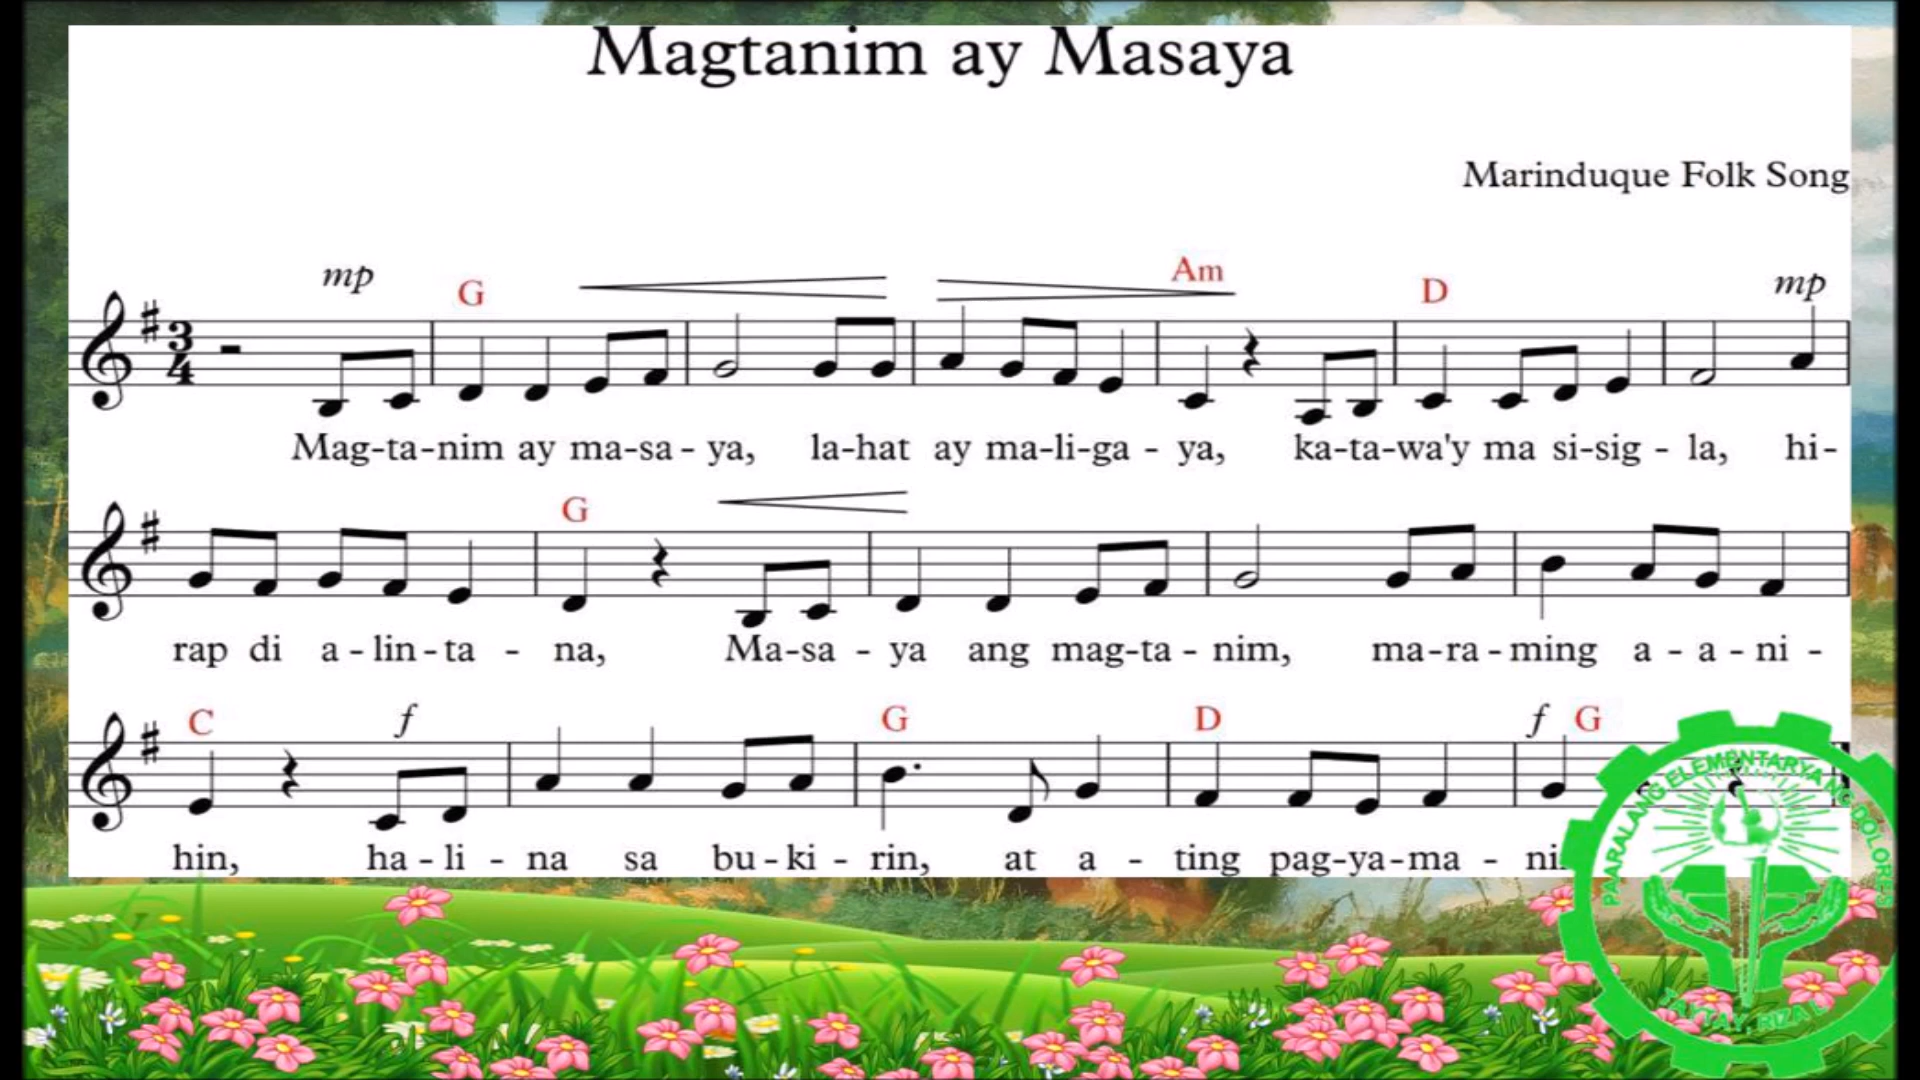 Magtanim ay Masaya
Marinduque Folk Song
mp G Am D mp
3
4
Mag-ta-nim ay ma-sa - ya, la-hat ay ma-li-ga - ya, ka-ta-wa'y ma si-sig - la, hi-
G
rap di a - lin - ta - na, Ma-sa - ya ang mag-ta - nim, ma-ra - ming a - a - ni -
C f G D f G
hin, ha - li - na sa bu - ki - rin, at a - ting pag-ya-ma -
PAARALANG ELEMENTARYA NG DOLORES